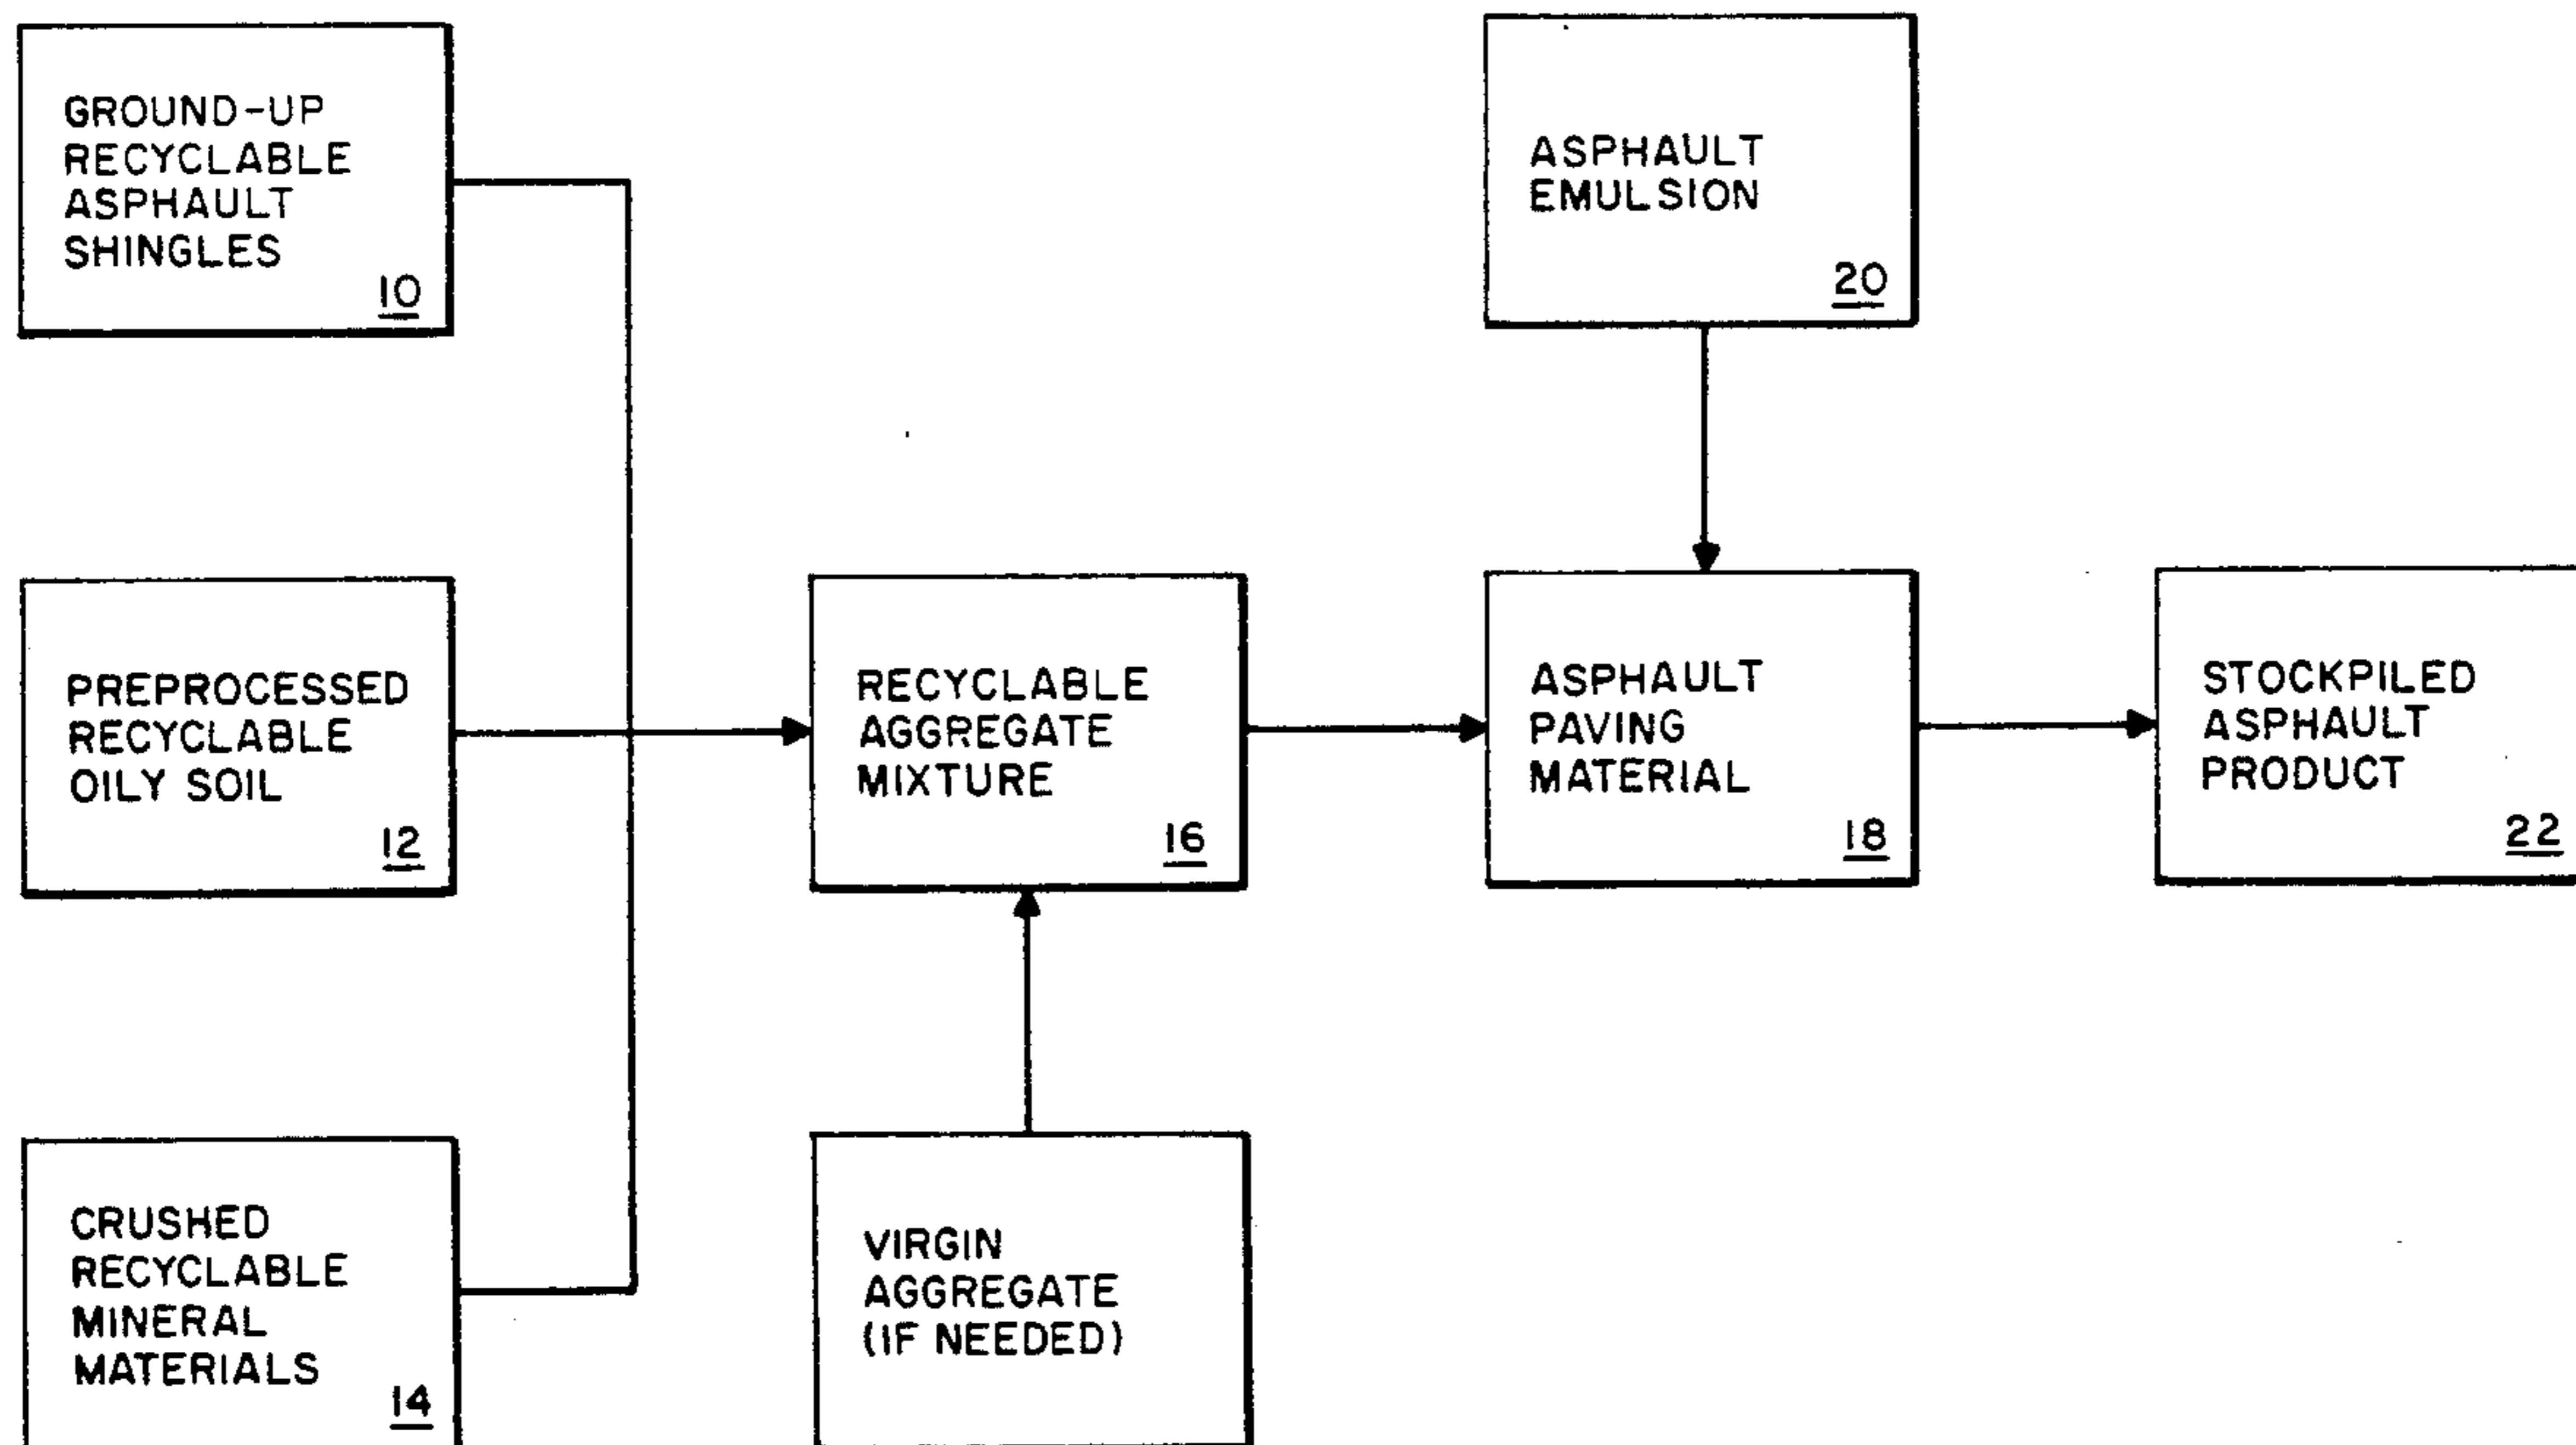 GROUND-UP
RECYCLABLE
ASPHAULT
SHINGLES
10
ASPHAULT
EMULSION
20
PREPROCESSED
RECYCLABLE
OILY SOIL
12
RECYCLABLE
AGGREGATE
MIXTURE
16
ASPHAULT
PAVING
MATERIAL
18
STOCKPILED
ASPHAULT
PRODUCT
22
CRUSHED
RECYCLABLE
MINERAL
MATERIALS
14
VIRGIN
AGGREGATE
(IF NEEDED)